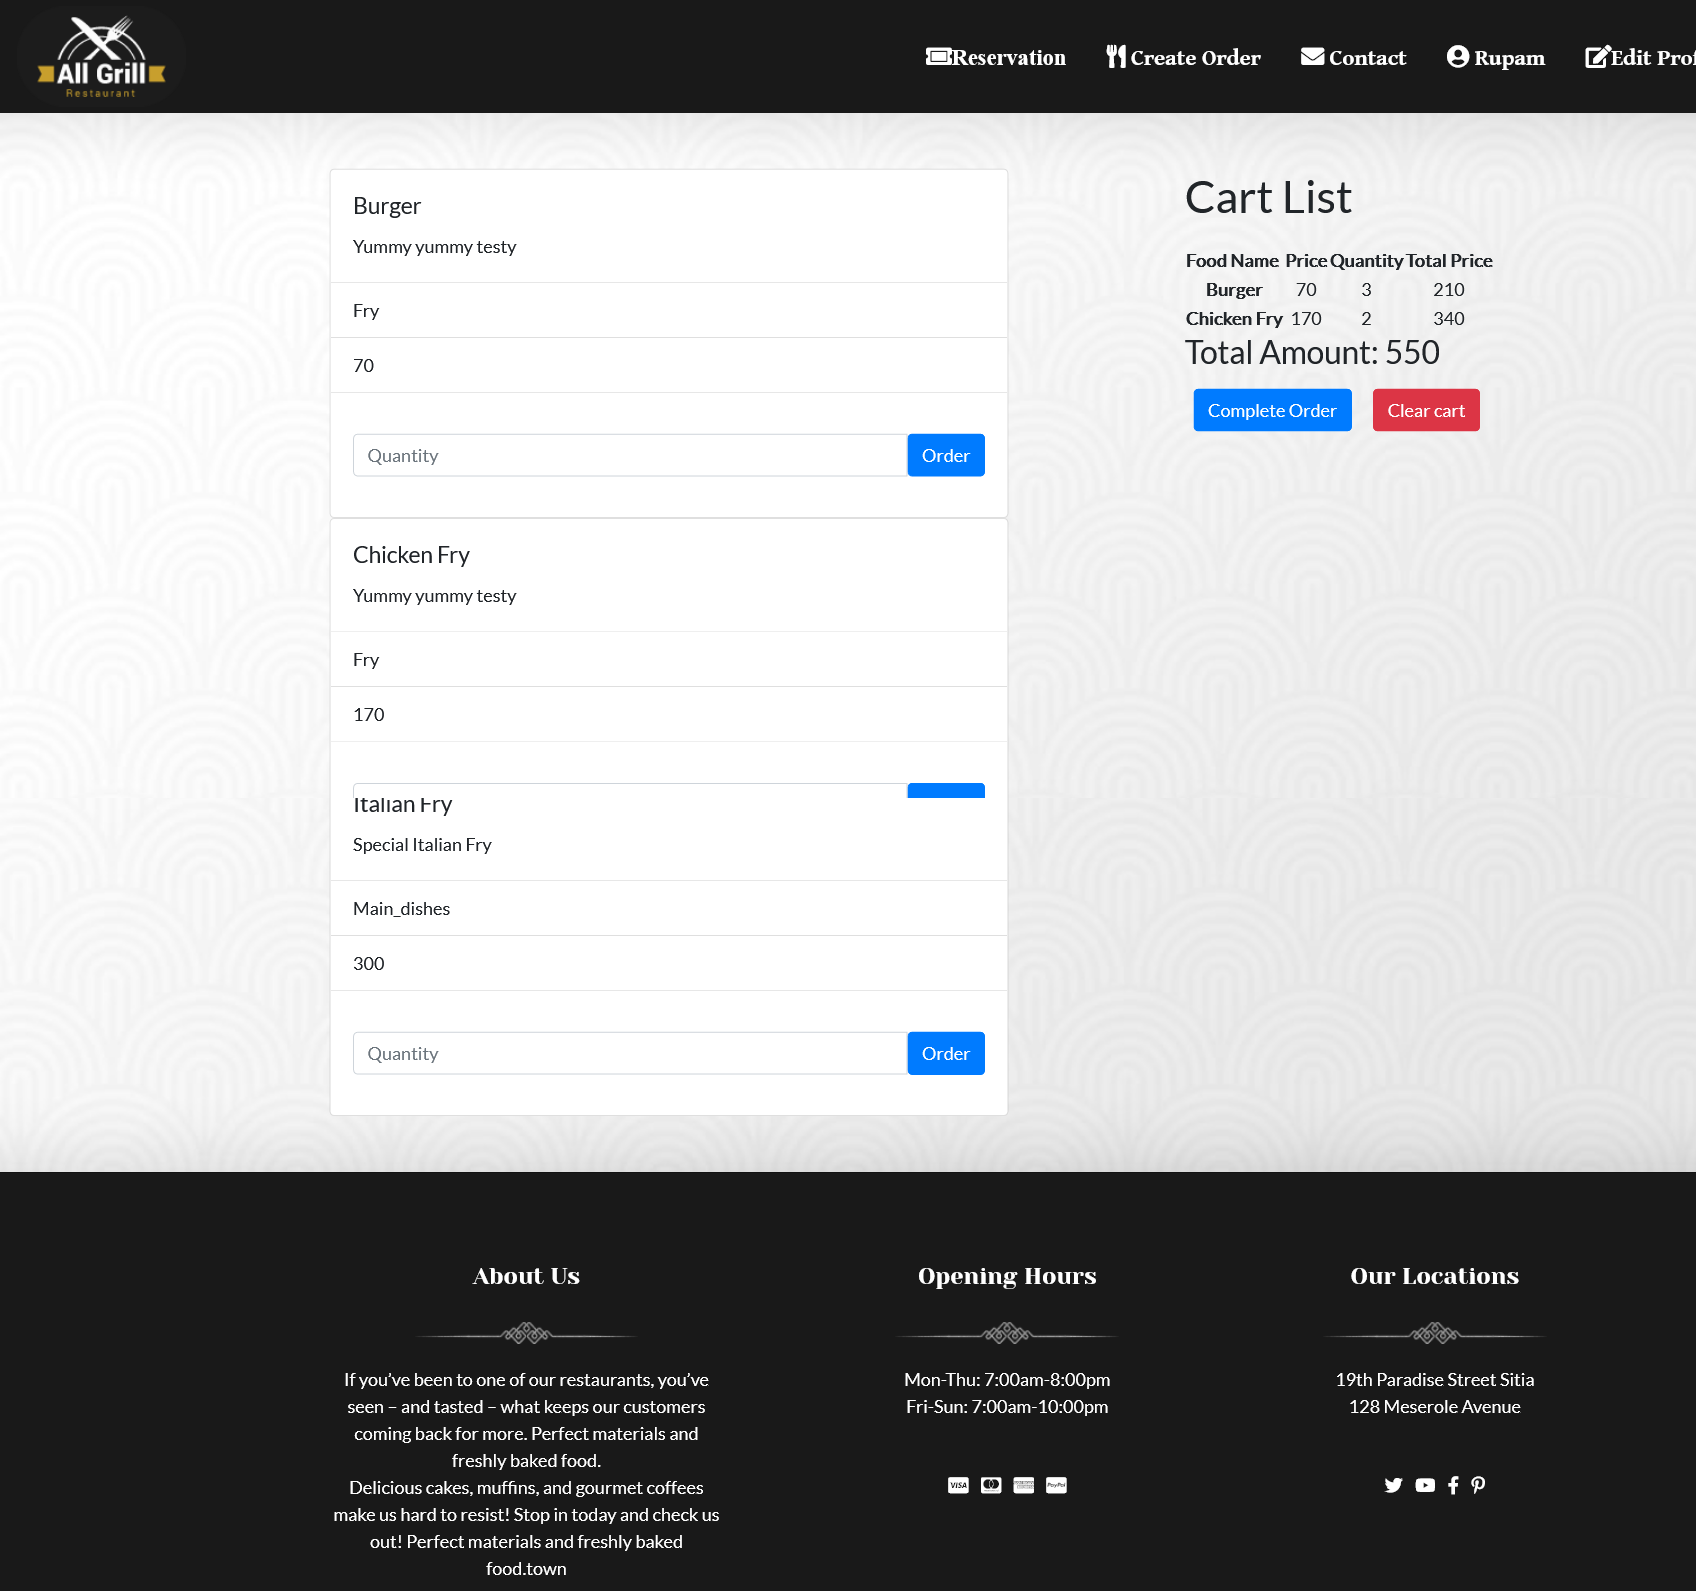 All Grill
Restaurant
Reservation
Create Order
Contact
Rupam
Edit Prof
Burger
Yummy yummy testy
Fry
70
Quantity
Order
Chicken Fry
Yummy yummy testy
Fry
170
Italian Fry
Special Italian Fry
Main_dishes
300
Quantity
Order
Cart List
Food Name Price Quantity Total Price
Burger 70 3 210
Chicken Fry 170 2 340
Total Amount: 550
Complete Order
Clear cart
About Us
If you’ve been to one of our restaurants, you’ve
seen – and tasted – what keeps our customers
coming back for more. Perfect materials and
freshly baked food.
Delicious cakes, muffins, and gourmet coffees
make us hard to resist! Stop in today and check us
out! Perfect materials and freshly baked
food.town
Opening Hours
Mon-Thu: 7:00am-8:00pm
Fri-Sun: 7:00am-10:00pm
VISA
PayPal
Our Locations
19th Paradise Street Sitia
128 Meserole Avenue